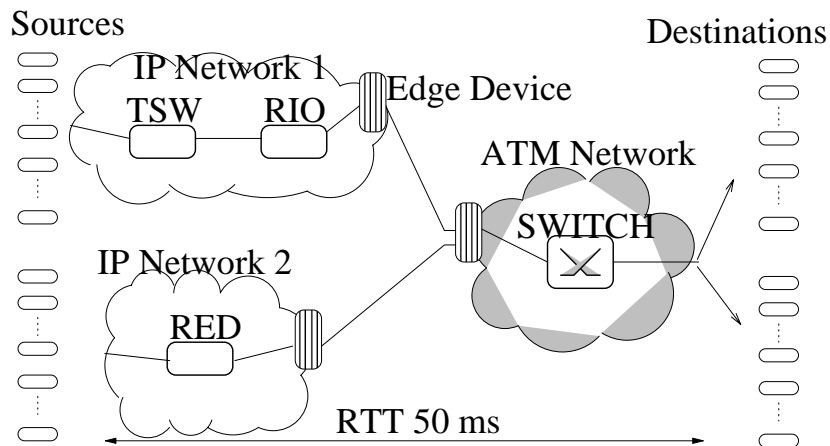 Sources
Destinations
IP Network 1
Edge Device
TSW
RIO
ATM Network
SWITCH
IP Network 2
RED
RTT 50 ms